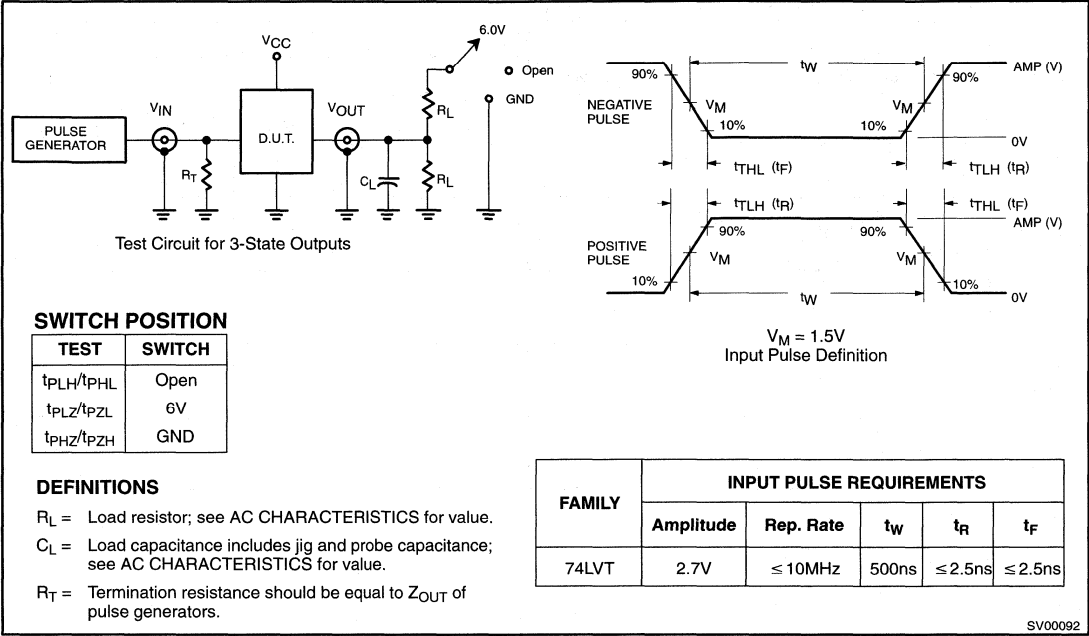 6.0V
VCC
Open
GND
VIN
VOUT
RL
PULSE
GENERATOR
D.U.T.
RT
CL
RL
Test Circuit for 3-State Outputs
tW
AMP (V)
90%
90%
NEGATIVE
PULSE
VM
VM
10%
10%
0V
tTHL (tF)
tTLH (tR)
tTLH (tR)
tTHL (tF)
AMP (V)
90%
90%
POSITIVE
PULSE
VM
VM
10%
10%
tW
0V
VM = 1.5V
Input Pulse Definition
SWITCH POSITION
TEST SWITCH
tPLH/tPHL Open
tPLZ/tPZL 6V
tPHZ/tPZH GND
DEFINITIONS
RL = Load resistor; see AC CHARACTERISTICS for value.
CL = Load capacitance includes jig and probe capacitance;
see AC CHARACTERISTICS for value.
RT = Termination resistance should be equal to ZOUT of
pulse generators.
FAMILY
INPUT PULSE REQUIREMENTS
Amplitude Rep. Rate tW tR tF
74LVT 2.7V ≤10MHz 500ns ≤2.5ns ≤2.5ns
SV00092